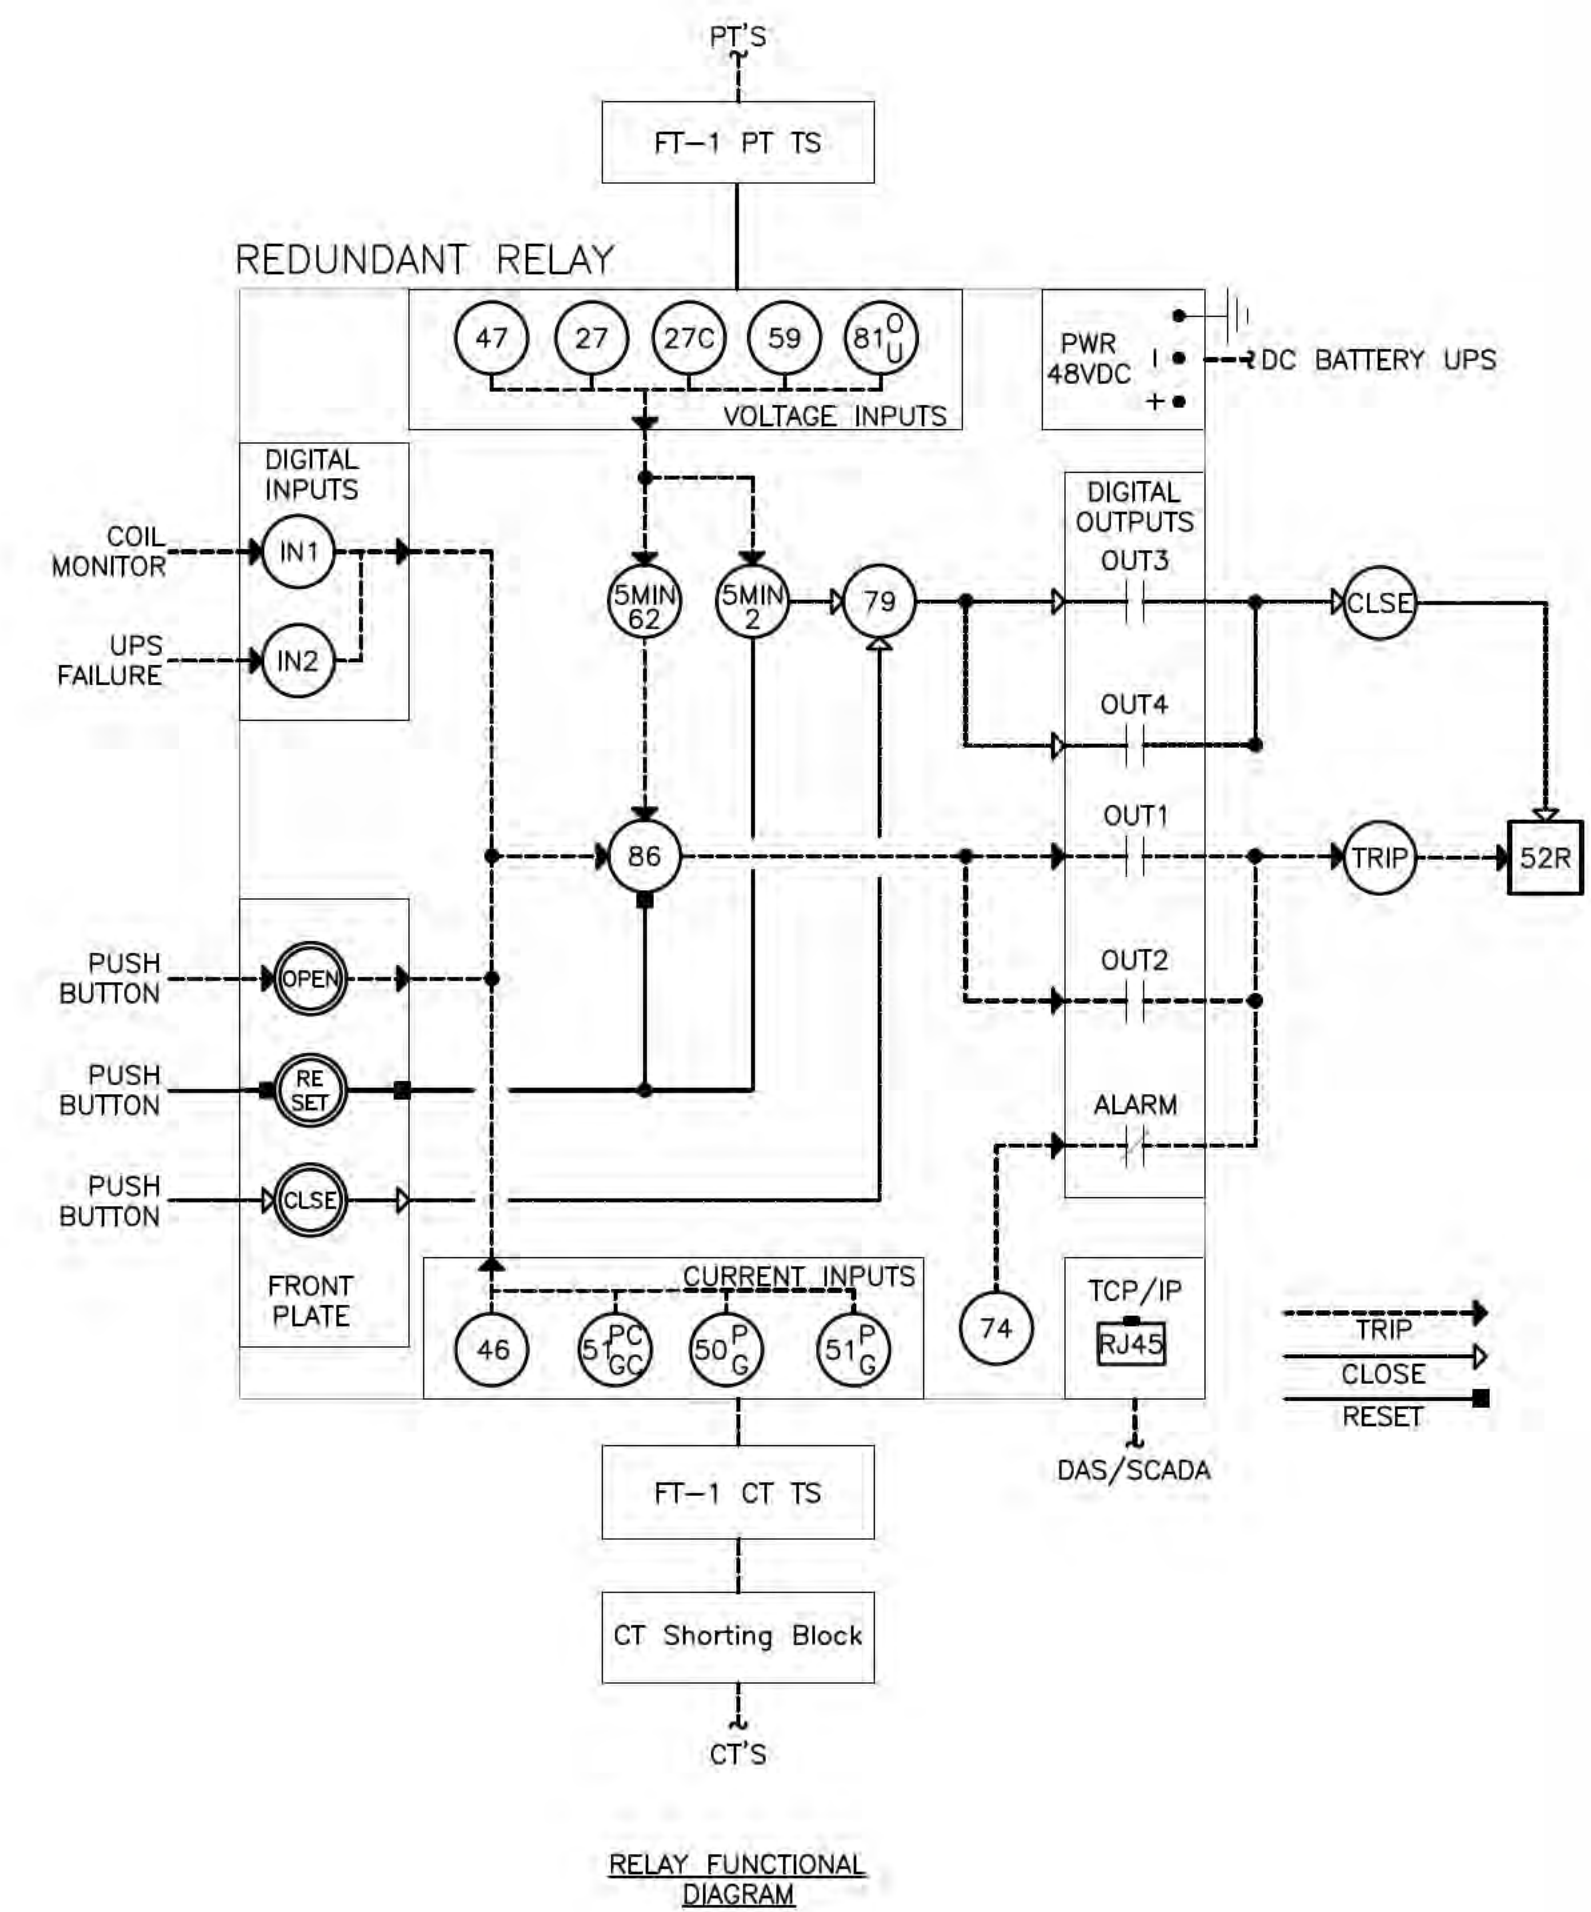 PT'S
FT-1 PT TS
REDUNDANT RELAY
47
27
27C
59
81 O
U
VOLTAGE INPUTS
PWR
48VDC
+
DC BATTERY UPS
DIGITAL
INPUTS
COIL
MONITOR
IN1
UPS
FAILURE
IN2
5MIN
62
5MIN
2
79
DIGITAL
OUTPUTS
OUT3
CLSE
OUT4
86
OUT1
TRIP
52R
PUSH
BUTTON
OPEN
OUT2
PUSH
BUTTON
RE
SET
ALARM
PUSH
BUTTON
CLSE
FRONT
PLATE
CURRENT INPUTS
46
51 PC
GC
50 P
G
51 P
G
74
TCP/IP
RJ45
TRIP
CLOSE
RESET
DAS/SCADA
FT-1 CT TS
CT Shorting Block
CT'S
RELAY FUNCTIONAL
DIAGRAM